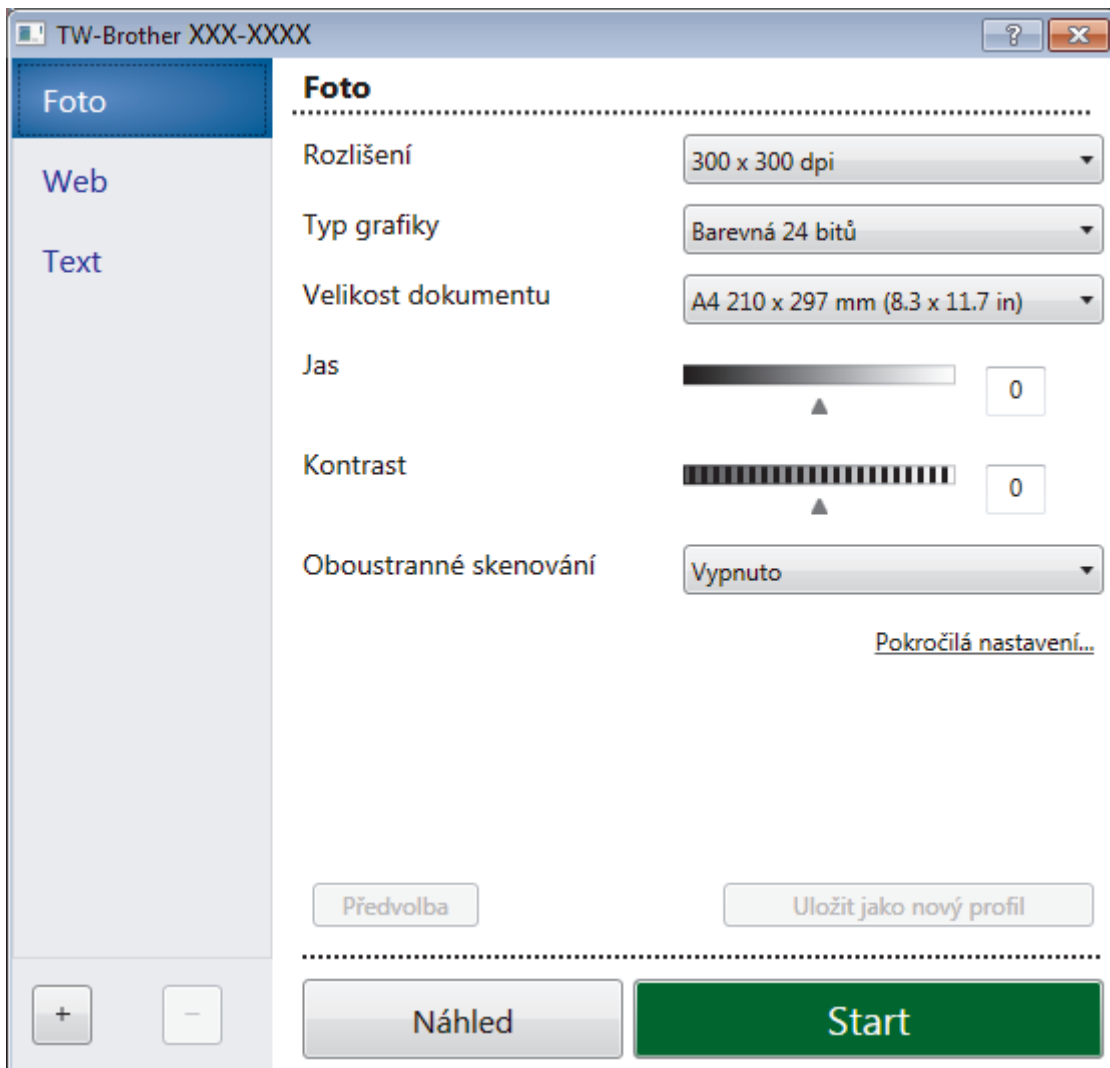 TW-Brother XXX-XXXX
?
Foto
Web
Text
Foto
Rozlišení
300 x 300 dpi
Typ grafiky
Barevná 24 bitů
Velikost dokumentu
A4 210 x 297 mm (8.3 x 11.7 in)
Jas
0
Kontrast
0
Oboustranné skenování
Vypnuto
Pokročilá nastavení...
Předvolba
Uložit jako nový profil
+
−
Náhled
Start